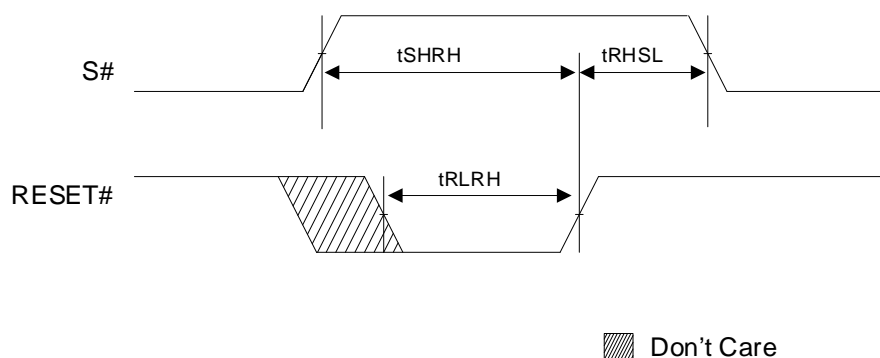 S#
tSHRH
tRHSL
RESET#
tRLRH
Don't Care